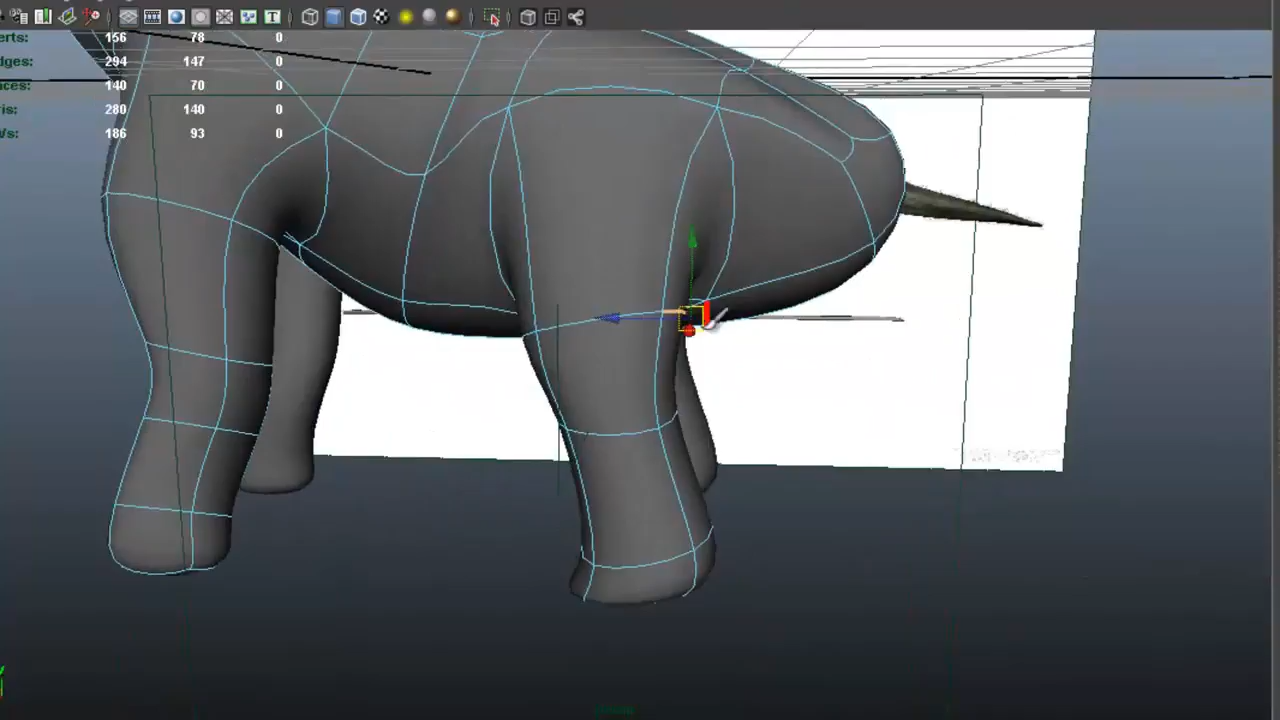 erts: 156 78 0
dges: 294 147 0
aces: 140 70 0
ris: 280 140 0
Vs: 186 93 0
T